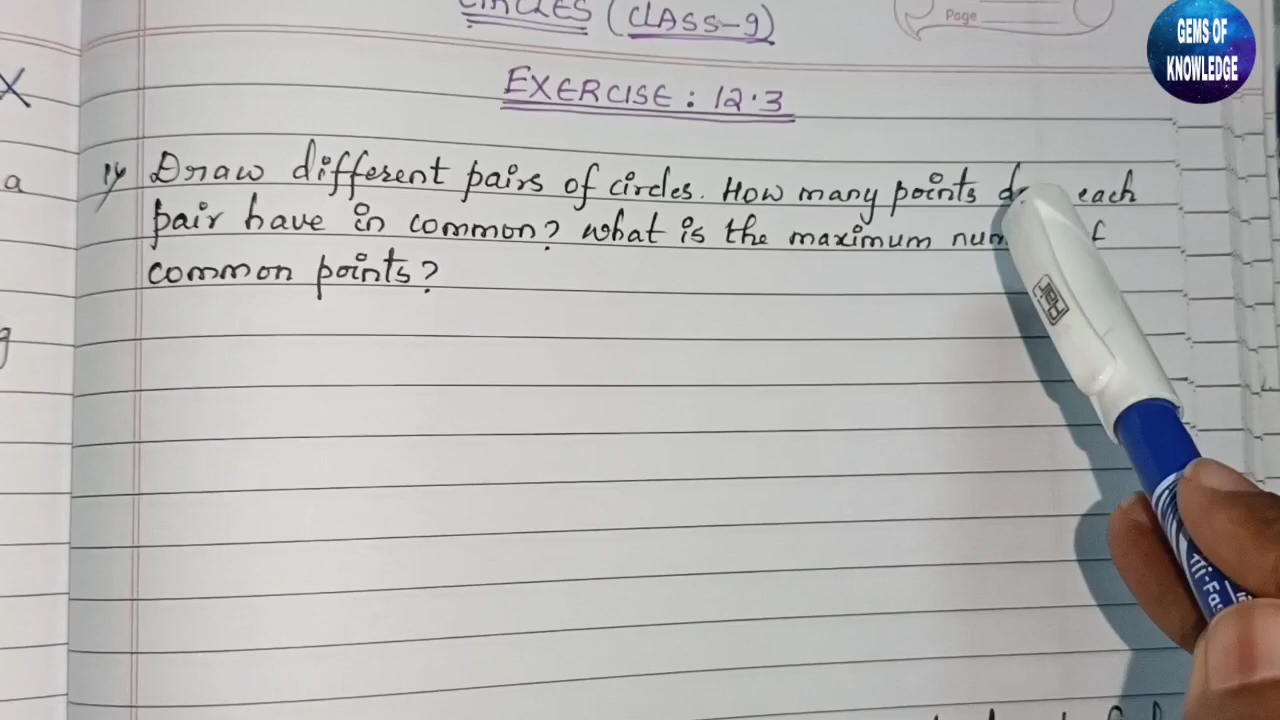 CIRCLES (CLASS-9)
Page
GEMS OF
KNOWLEDGE
EXERCISE: 12.3
1) Draw different pairs of circles. How many points each
pair have in common? What is the maximum
common points?